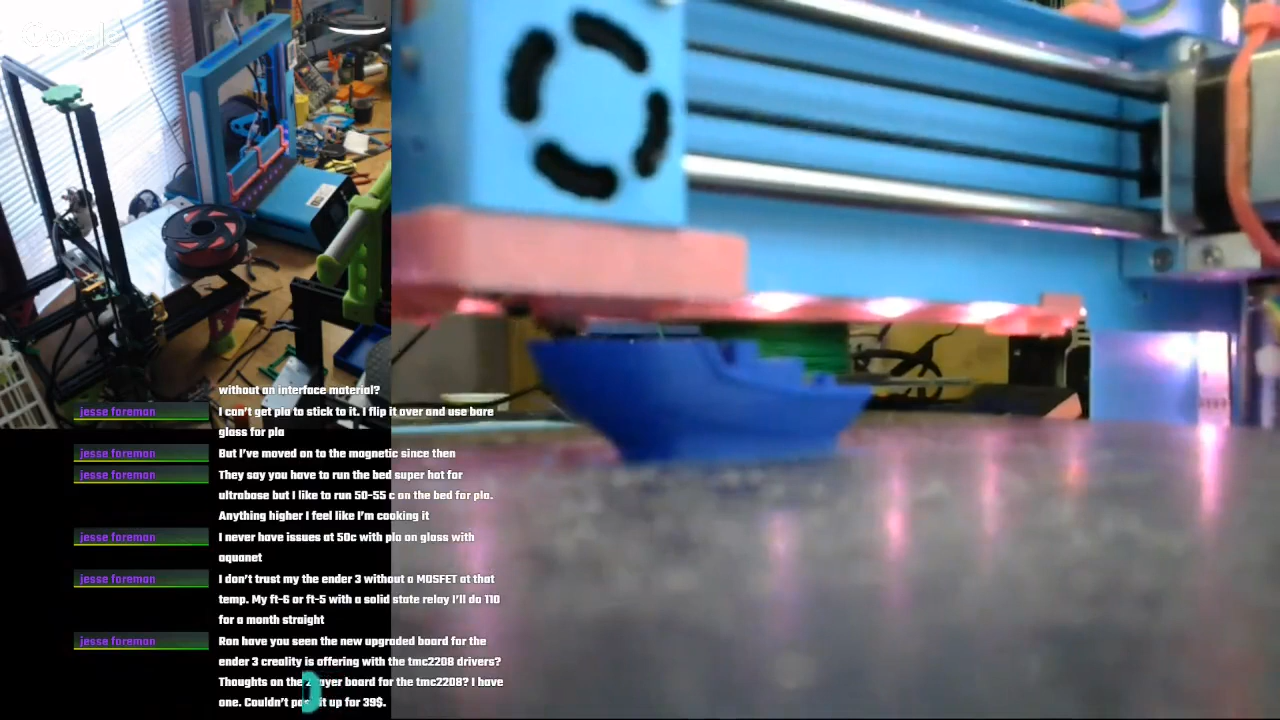 Google
without an interface material?
jesse foreman
I can't get pla to stick to it. I flip it over and use bare
glass for pla
jesse foreman
But I've moved on to the magnetic since then
jesse foreman
They say you have to run the bed super hot for
ultrabase but I like to run 50-55 c on the bed for pla.
Anything higher I feel like I'm cooking it
jesse foreman
I never have issues at 50c with pla on glass with
aquanet
jesse foreman
I don't trust my the ender 3 without a MOSFET at that
temp. My ft-6 or ft-5 with a solid state relay I'll do 110
for a month straight
jesse foreman
Ron have you seen the new upgraded board for the
ender 3 creality is offering with the tmc2208 drivers?
Thoughts on the board for the tmc2208? I have
one. Couldn't it up for 39$.